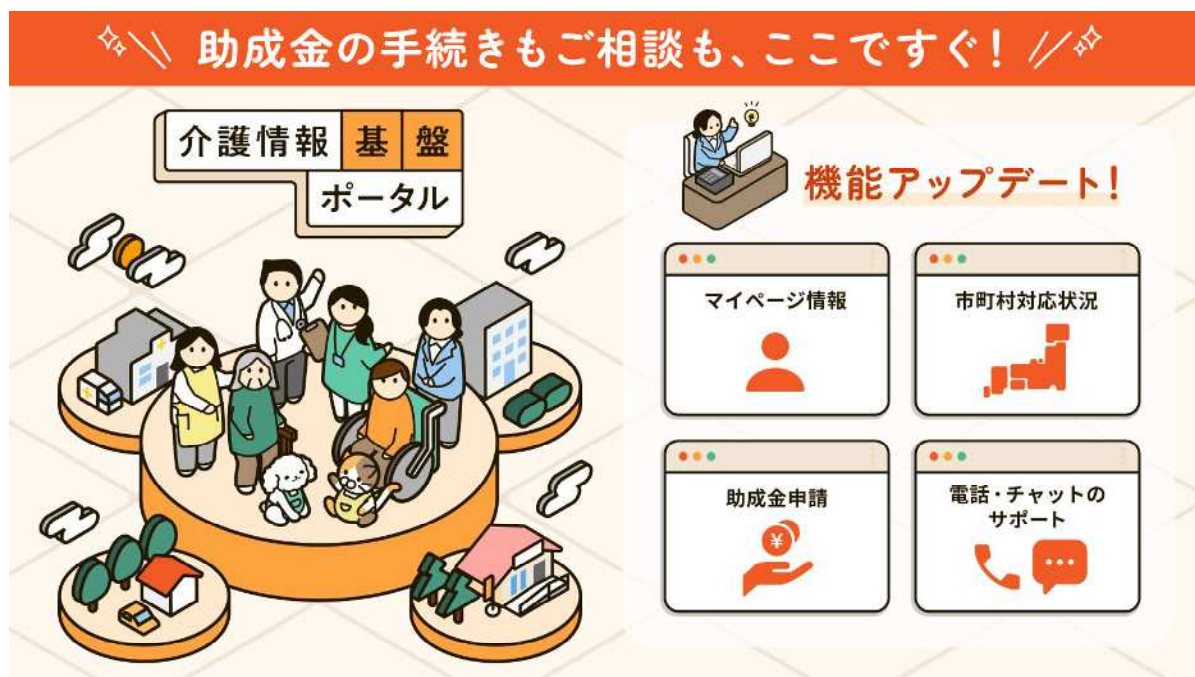 助成金の手続きもご相談も、ここですぐ！
介護情報基盤
ポータル
機能アップデート！
マイページ情報
市町村対応状況
助成金申請
¥
電話・チャットの
サポート